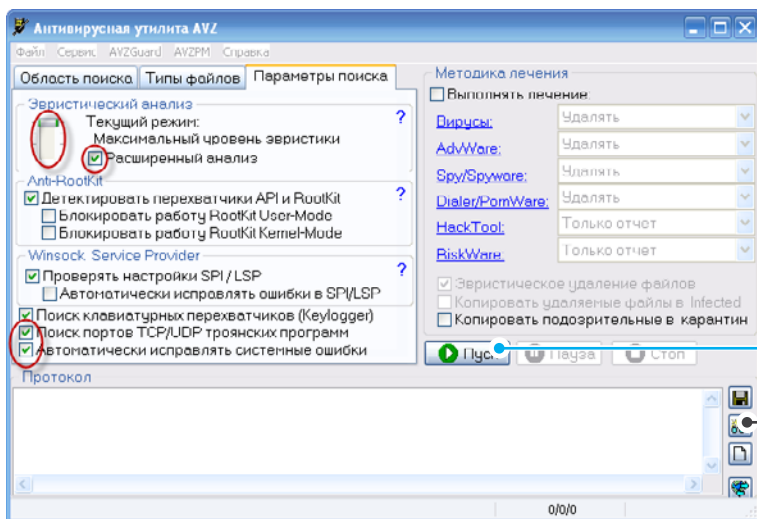 Антивирусная утилита AVZ
Файл Сервис AVZGuard AVZPM Справка
Область поиска Типы файлов Параметры поиска
Эвристический анализ
Текущий режим:
Максимальный уровень эвристики
Расширенный анализ
?
Anti-RootKit
Детектировать перехватчики API и RootKit
?
Блокировать работу RootKit User-Mode
Блокировать работу RootKit Kernel-Mode
Winsock Service Provider
Проверять настройки SPI / LSP
?
Автоматически исправлять ошибки в SPI/LSP
Поиск клавиатурных перехватчиков (Keylogger)
Поиск портов TCP/UDP троянских программ
Автоматически исправлять системные ошибки
Методика лечения
Выполнять лечение:
Вирусы: Удалять
AdvWare: Удалять
Spy/Spyware: Удалять
Dialer/PornWare: Удалять
HackTool: Только отчет
RiskWare: Только отчет
Эвристическое удаление файлов
Копировать удаляемые файлы в Infected
Копировать подозрительные в карантин
Пуск Пауза Стоп
Протокол
0/0/0